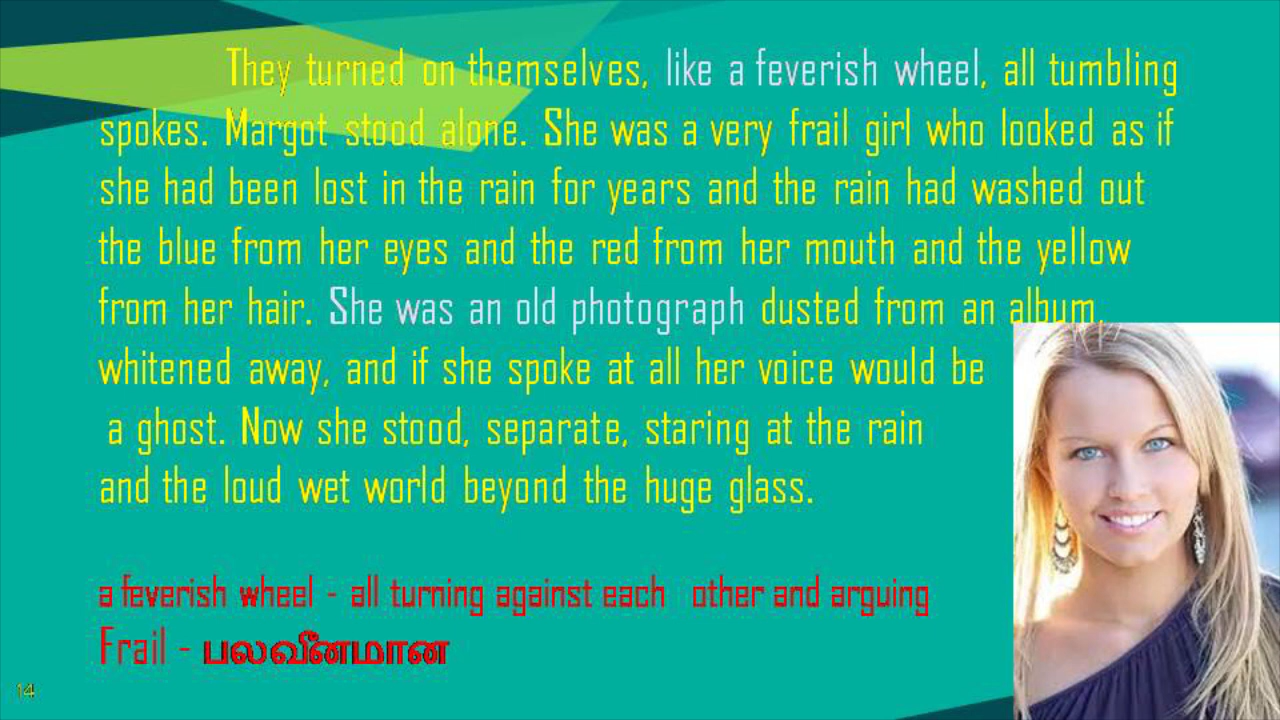 They turned on themselves, like a feverish wheel, all tumbling
spokes. Margot stood alone. She was a very frail girl who looked as if
she had been lost in the rain for years and the rain had washed out
the blue from her eyes and the red from her mouth and the yellow
from her hair. She was an old photograph dusted from an album,
whitened away, and if she spoke at all her voice would be
a ghost. Now she stood, separate, staring at the rain
and the loud wet world beyond the huge glass.
a feverish wheel - all turning against each other and arguing
Frail - பலவீனமான
14